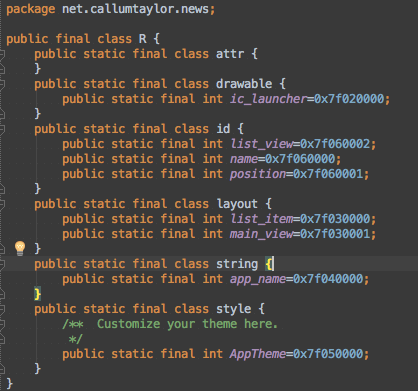 package net.callumtaylor.news;
public final class R {
public static final class attr {
}
public static final class drawable {
public static final int ic_launcher=0x7f020000;
}
public static final class id {
public static final int list_view=0x7f060002;
public static final int name=0x7f060000;
public static final int position=0x7f060001;
}
public static final class layout {
public static final int list_item=0x7f030000;
public static final int main_view=0x7f030001;
}
public static final class string {
public static final int app_name=0x7f040000;
}
public static final class style {
/** Customize your theme here.
*/
public static final int AppTheme=0x7f050000;
}
}